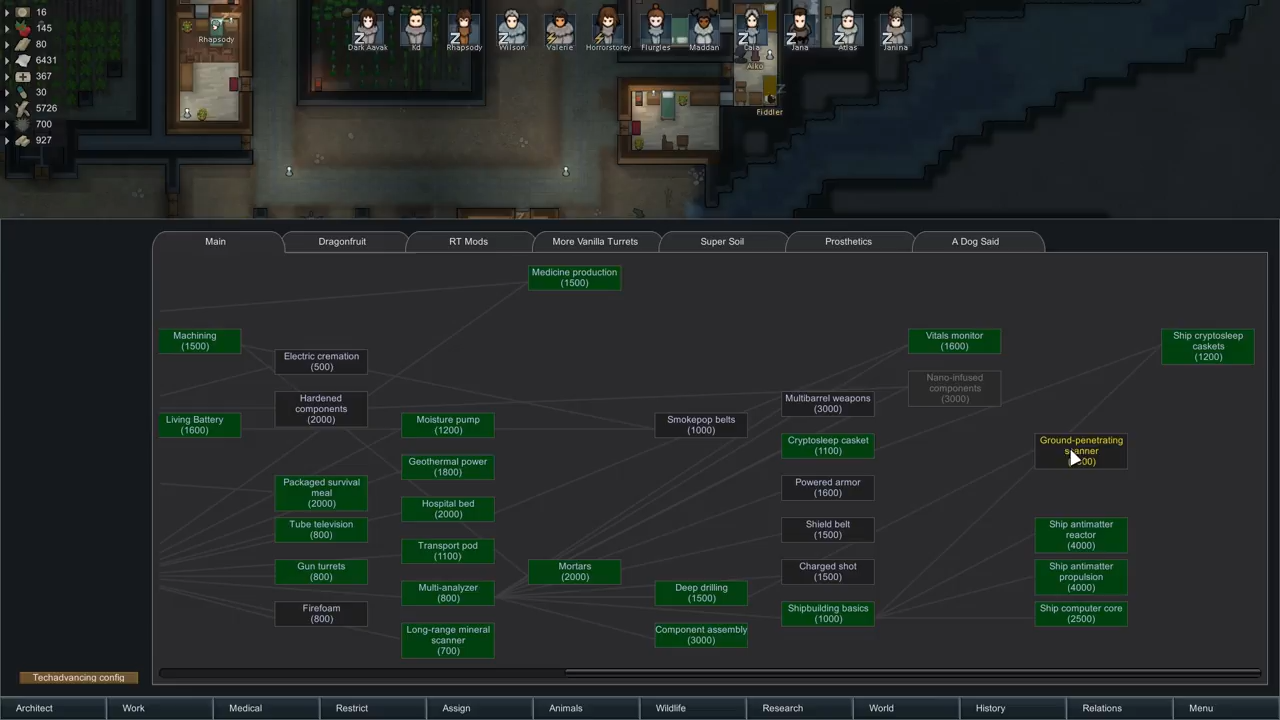 16
145
80
6431
367
30
5726
700
927
Rhapsody
Dark Aayak
Kd
Rhapsody
Wilson
Valerie
Horrorstorey
Flurgles
Maddan
Caia
Jana
Atlas
Janina
Aiko
Fiddler
Main
Dragonfruit
RT Mods
More Vanilla Turrets
Super Soil
Prosthetics
A Dog Said
Medicine production
(1500)
Machining
(1500)
Electric cremation
(500)
Vitals monitor
(1600)
Ship cryptosleep
caskets
(1200)
Hardened
components
(2000)
Nano-infused
components
(3000)
Multibarrel weapons
(3000)
Living Battery
(1600)
Moisture pump
(1200)
Smokepop belts
(1000)
Cryptosleep casket
(1100)
Ground-penetrating
scanner
Geothermal power
(1800)
Packaged survival
meal
(2000)
Powered armor
(1600)
Hospital bed
(2000)
Tube television
(800)
Shield belt
(1500)
Ship antimatter
reactor
(4000)
Transport pod
(1100)
Gun turrets
(800)
Mortars
(2000)
Charged shot
(1500)
Ship antimatter
propulsion
(4000)
Multi-analyzer
(800)
Deep drilling
(1500)
Firefoam
(800)
Shipbuilding basics
(1000)
Ship computer core
(2500)
Long-range mineral
scanner
(700)
Component assembly
(3000)
Techadvancing config
Architect
Work
Medical
Restrict
Assign
Animals
Wildlife
Research
World
History
Relations
Menu